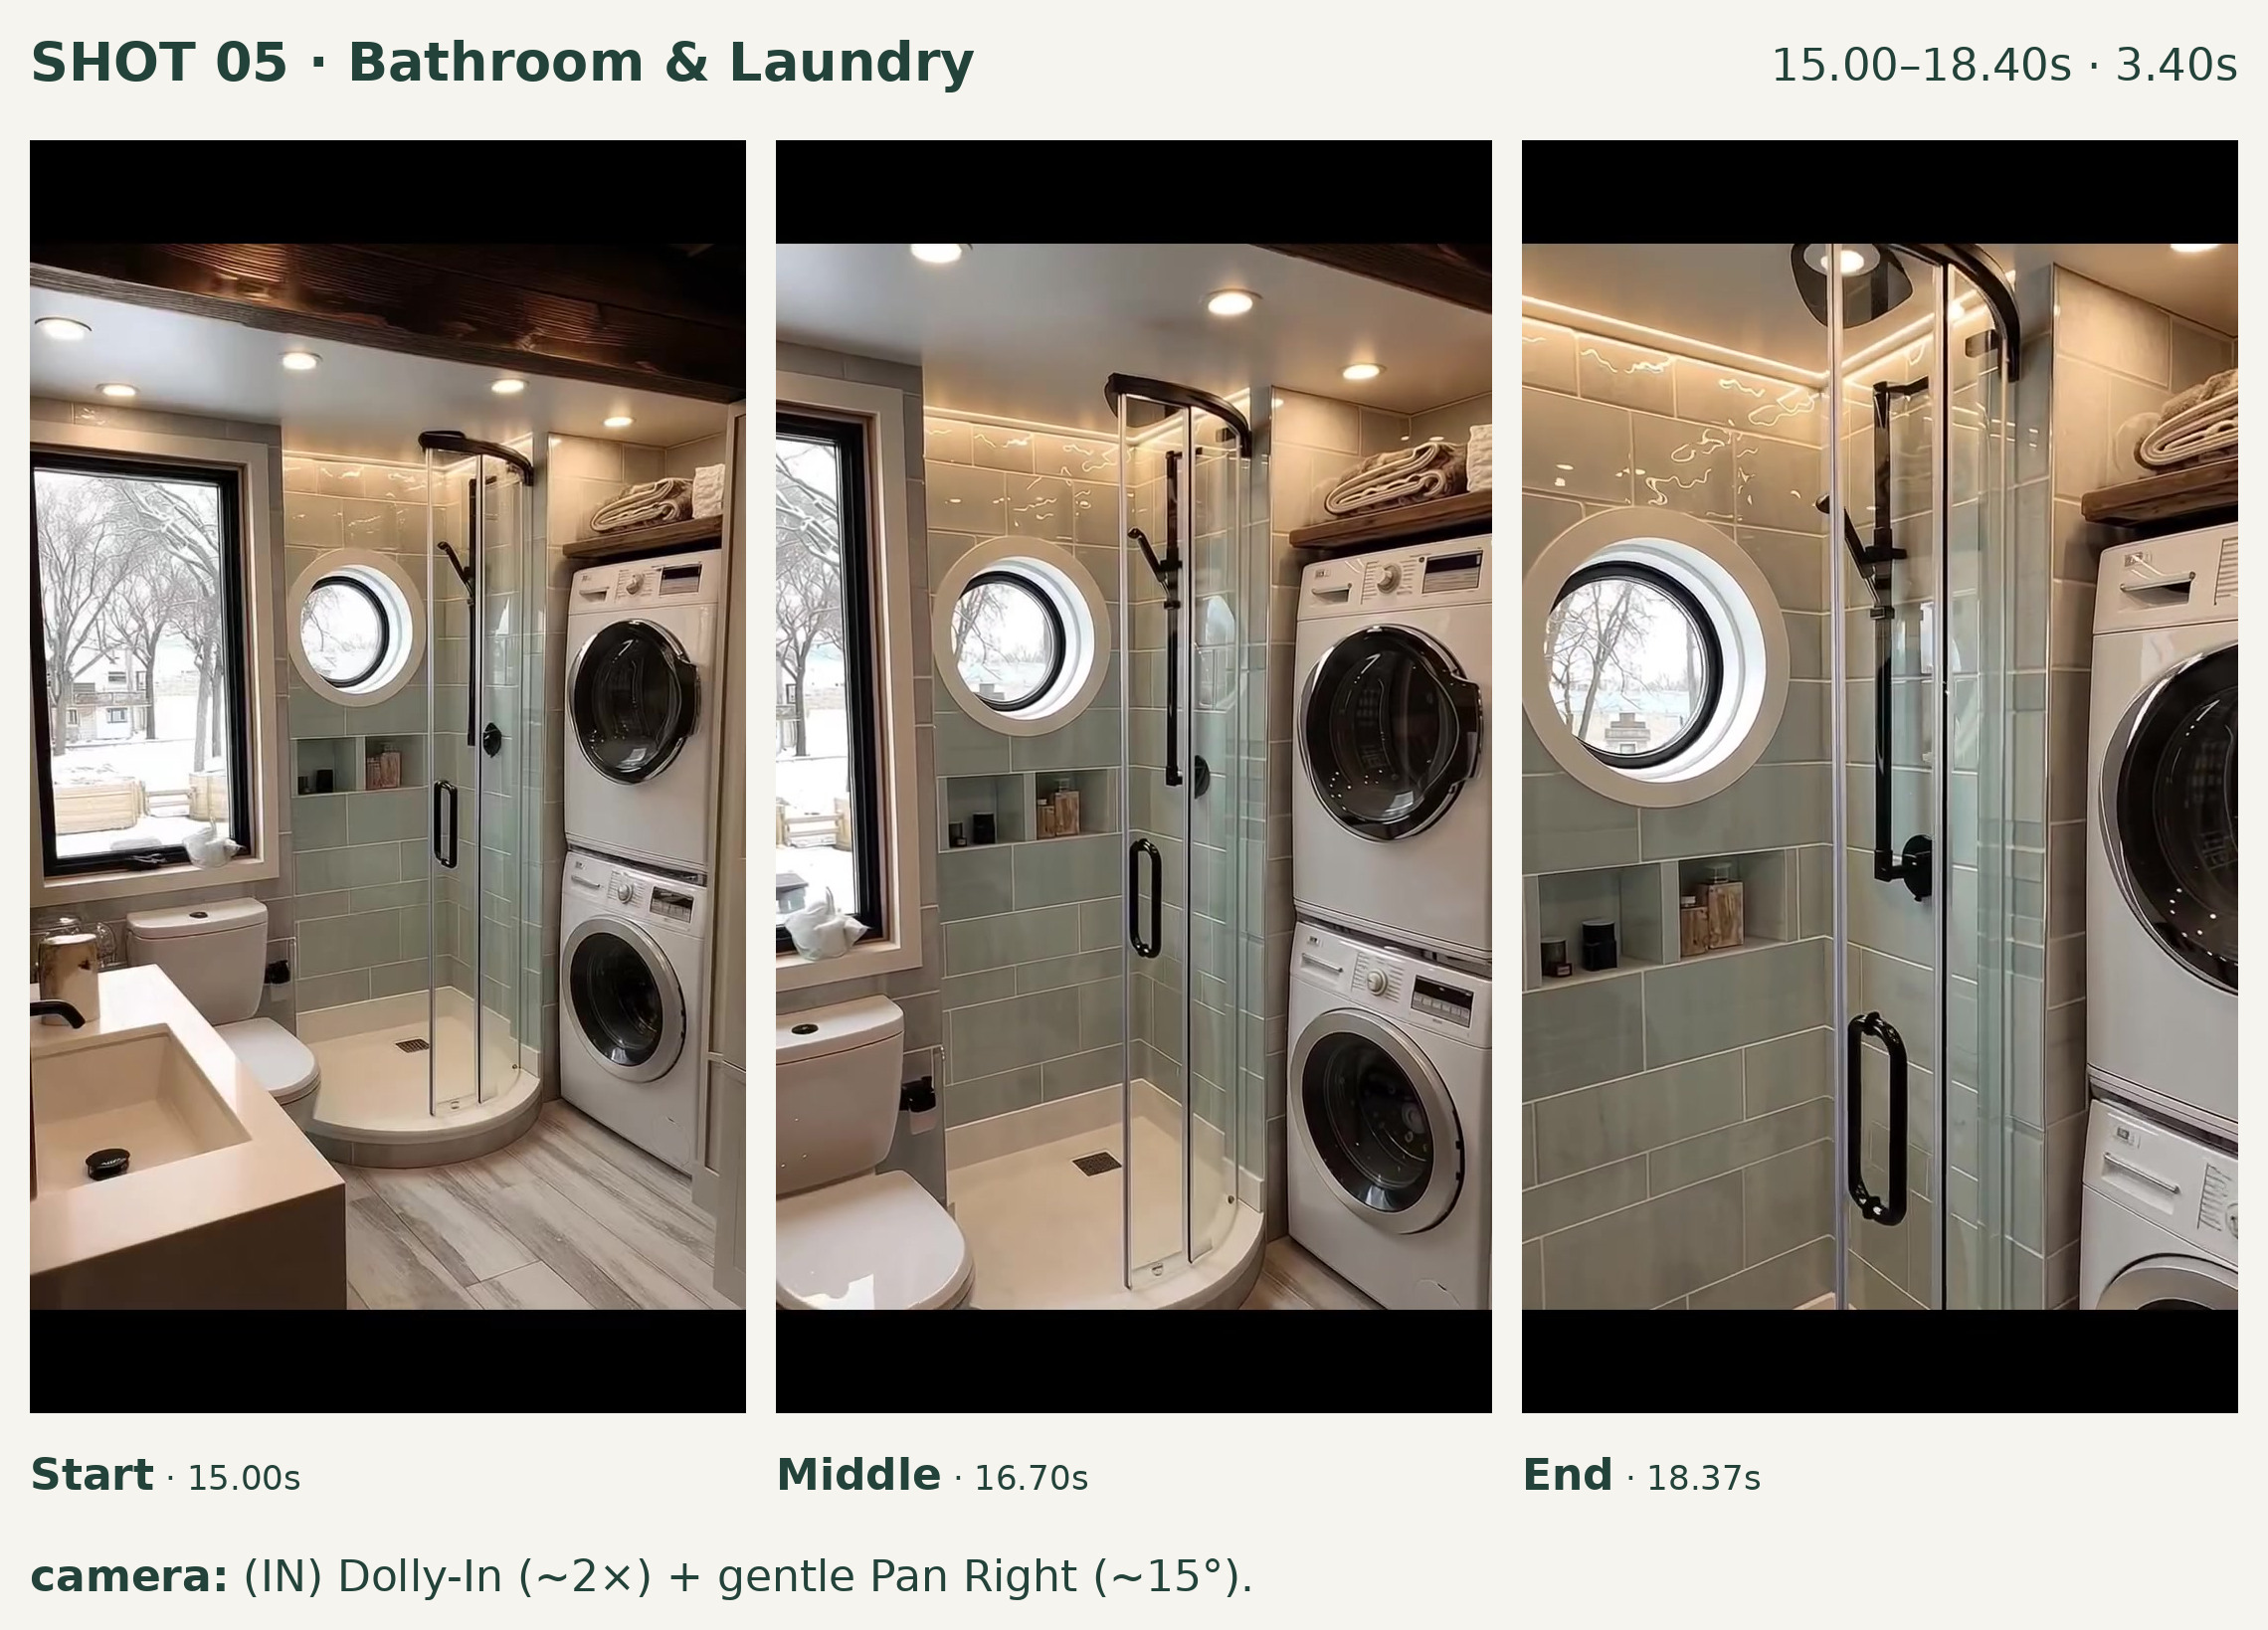 SHOT 05 · Bathroom & Laundry
15.00–18.40s · 3.40s
Start · 15.00s
Middle · 16.70s
End · 18.37s
camera: (IN) Dolly-In (~2×) + gentle Pan Right (~15°).